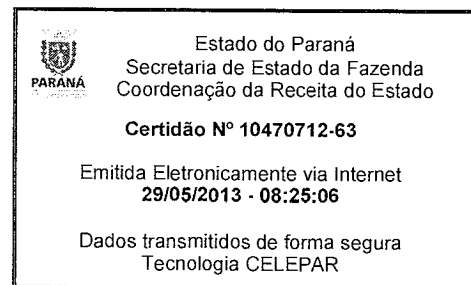 PARANÁ
Estado do Paraná
Secretaria de Estado da Fazenda
Coordenação da Receita do Estado
Certidão Nº 10470712-63
Emitida Eletronicamente via Internet
29/05/2013 - 08:25:06
Dados transmitidos de forma segura
Tecnologia CELEPAR